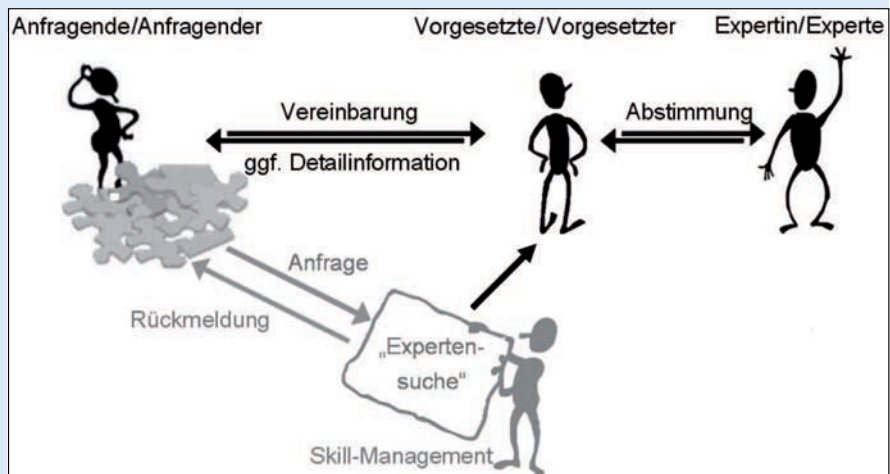 Anfragende/Anfragender
Vorgesetzte/Vorgesetzter
Expertin/Experte
Vereinbarung
ggf. Detailinformation
Abstimmung
Anfrage
Rückmeldung
„Experten-
suche“
Skill-Management